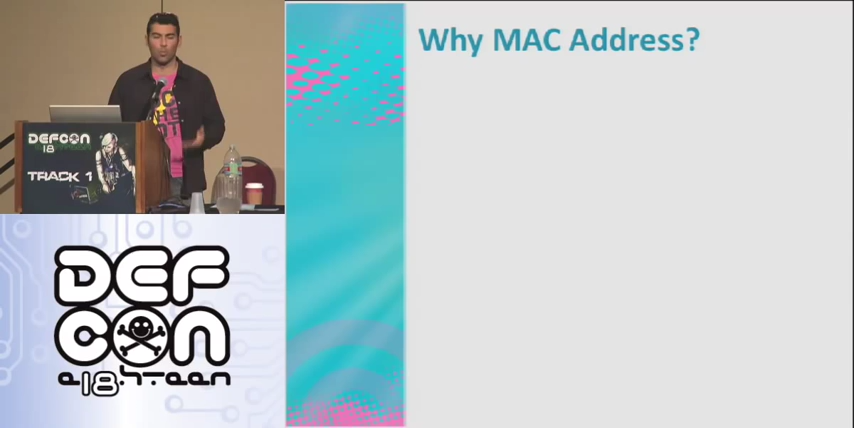 Why MAC Address?
DEFCON
18
TRACK 1
DEF
CON
e18hteen